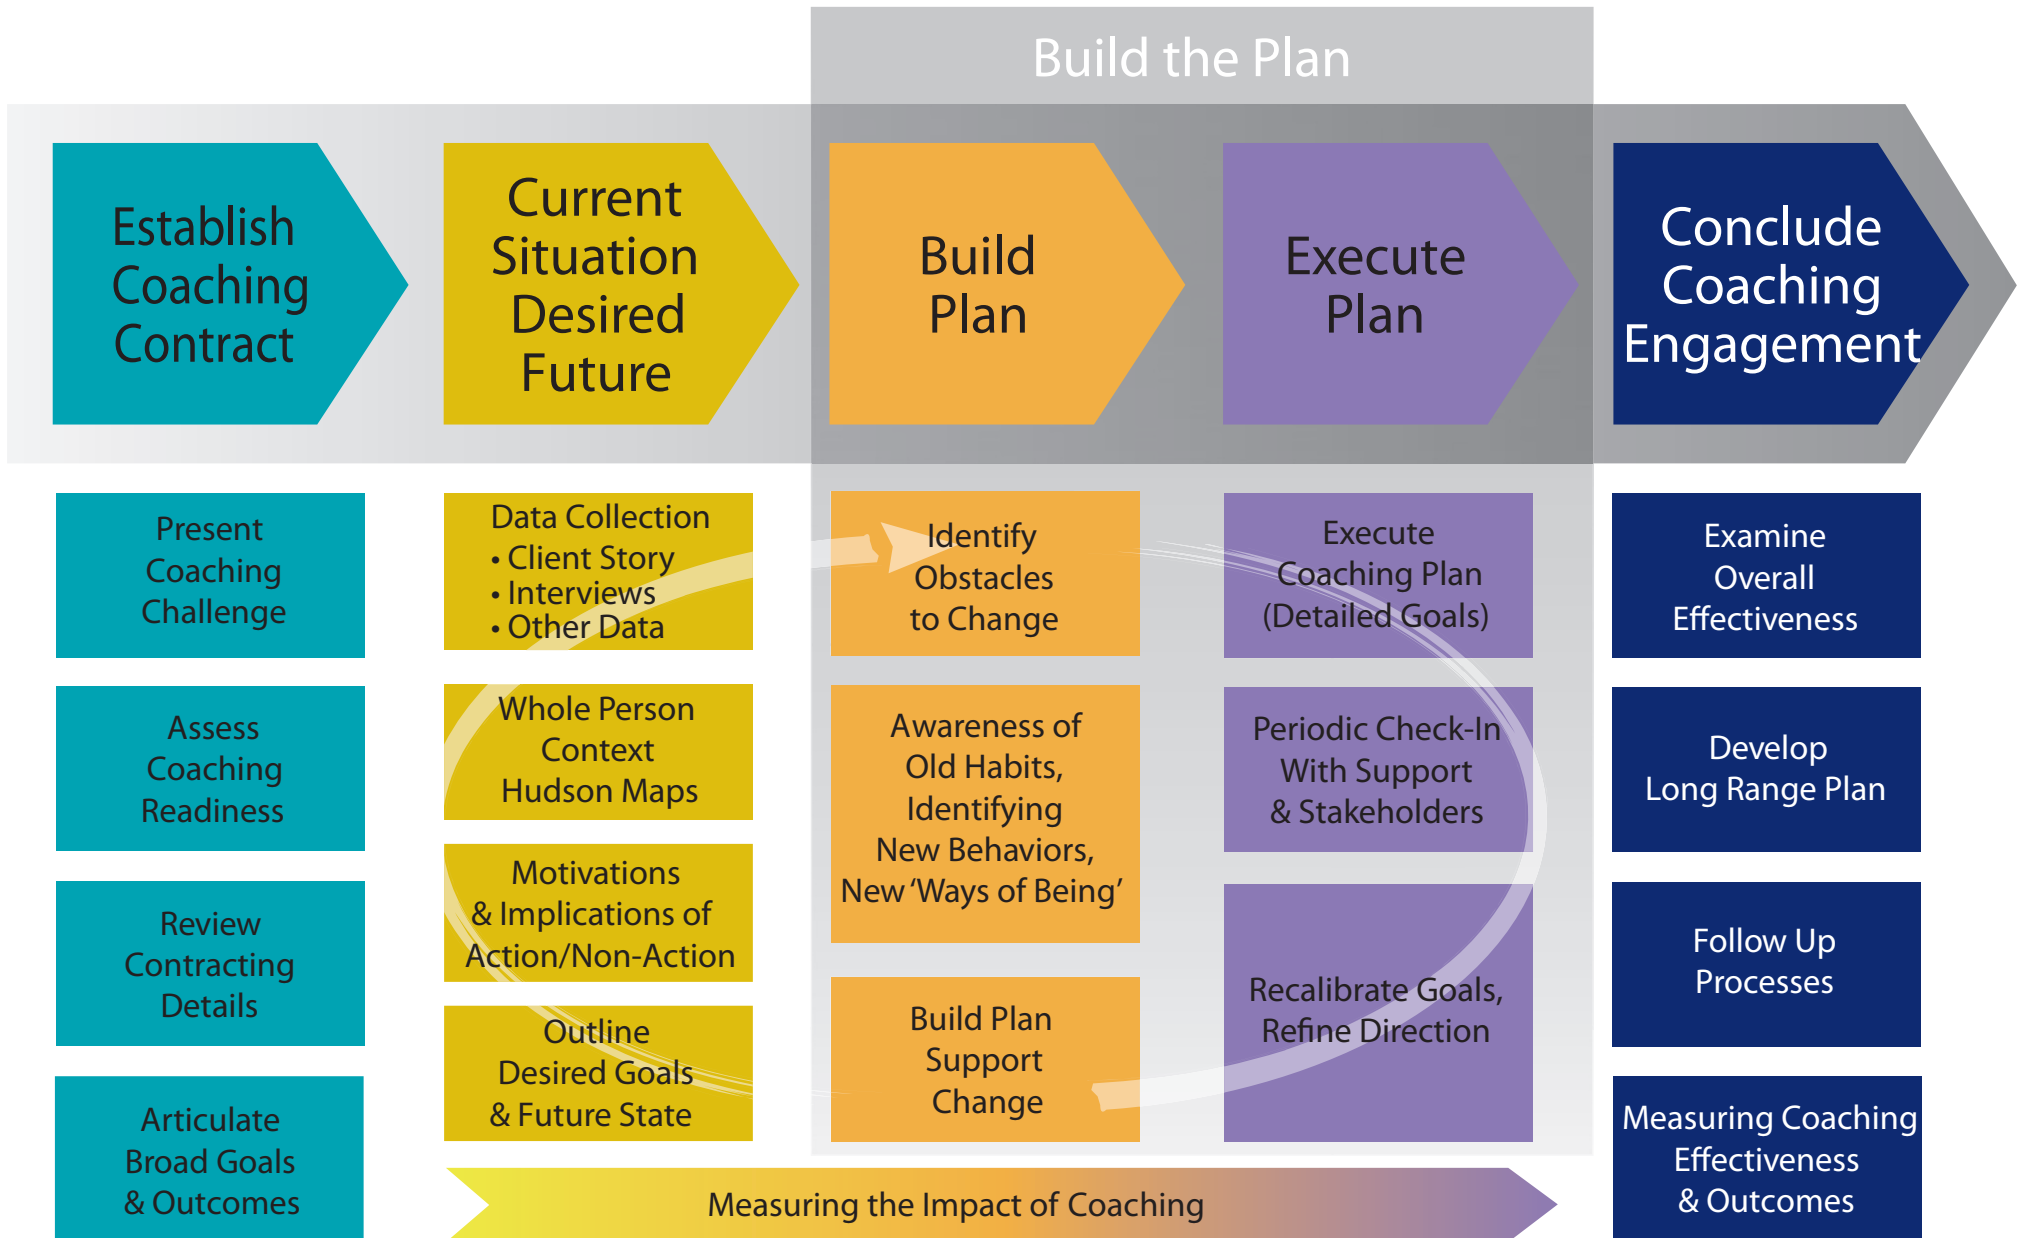 Build the Plan
Establish
Coaching
Contract
Current
Situation
Desired
Future
Build
Plan
Execute
Plan
Conclude
Coaching
Engagement
Present
Coaching
Challenge
Assess
Coaching
Readiness
Review
Contracting
Details
Articulate
Broad Goals
& Outcomes
Data Collection
• Client Story
• Interviews
• Other Data
Whole Person
Context
Hudson Maps
Motivations
& Implications of
Action/Non-Action
Outline
Desired Goals
& Future State
Identify
Obstacles
to Change
Awareness of
Old Habits,
Identifying
New Behaviors,
New ‘Ways of Being’
Build Plan
Support
Change
Execute
Coaching Plan
(Detailed Goals)
Periodic Check-In
With Support
& Stakeholders
Recalibrate Goals,
Refine Direction
Examine
Overall
Effectiveness
Develop
Long Range Plan
Follow Up
Processes
Measuring Coaching
Effectiveness
& Outcomes
Measuring the Impact of Coaching